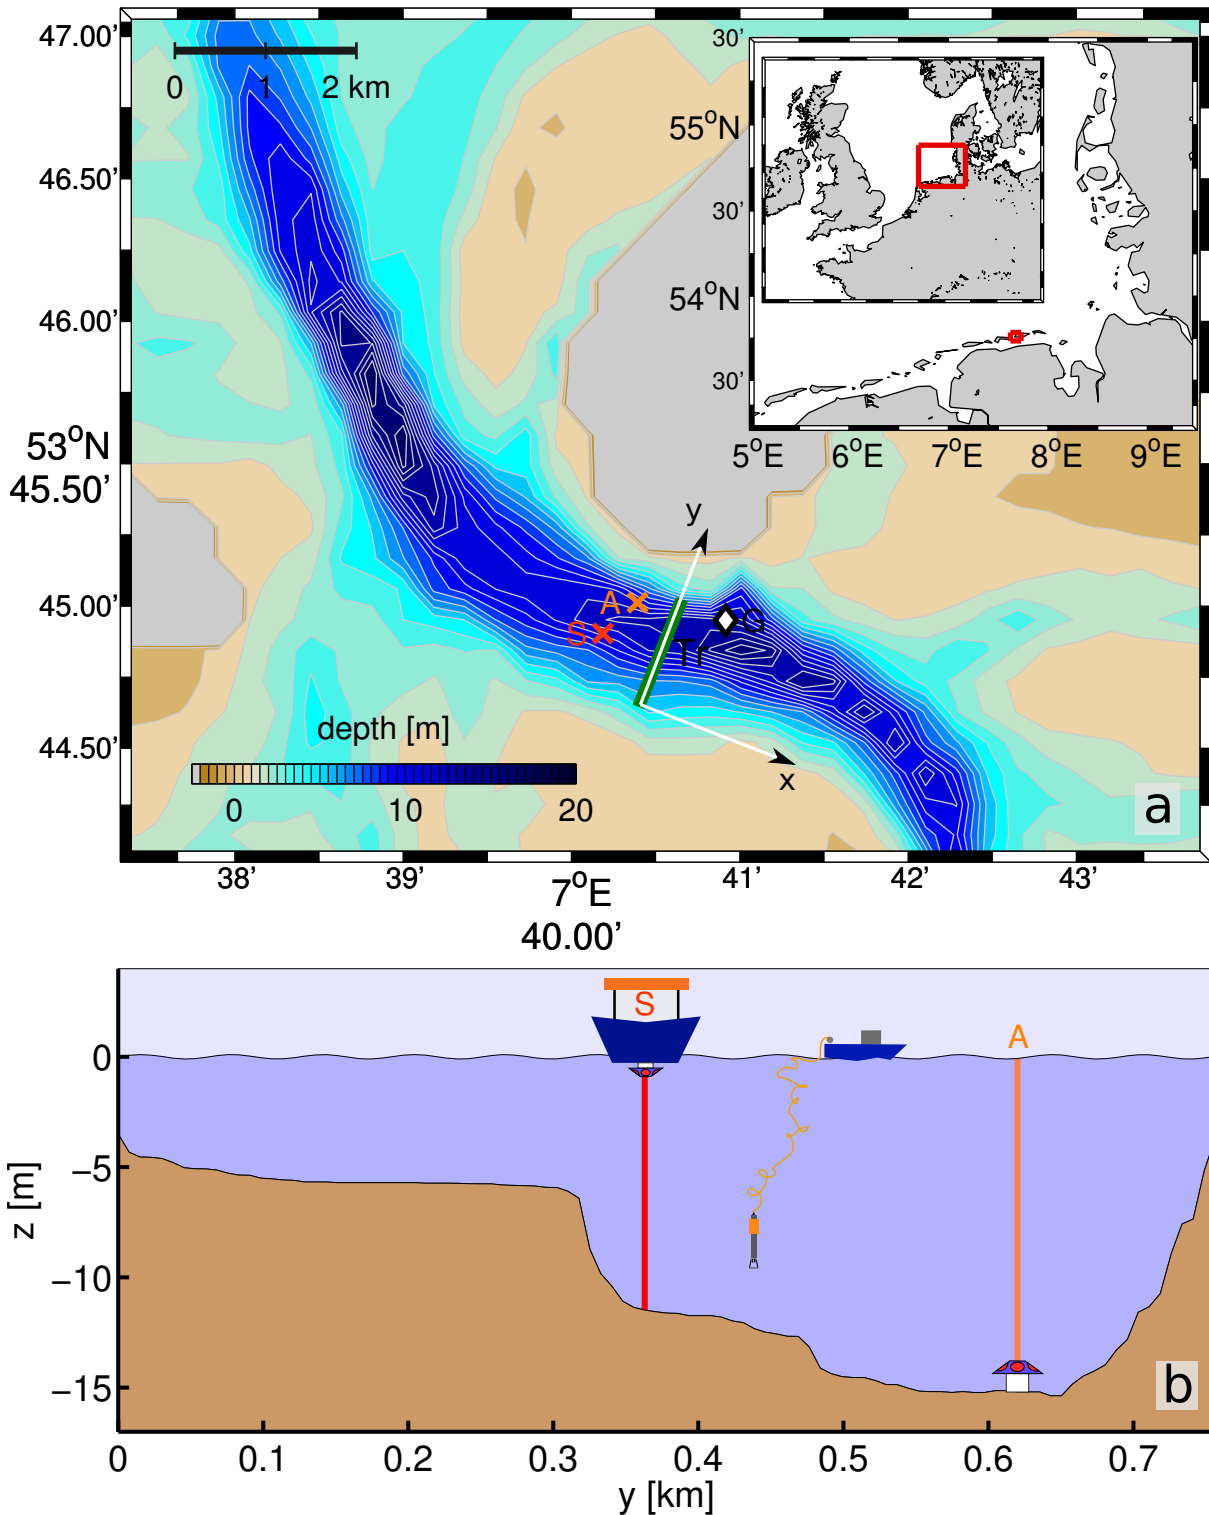 47.00'
46.50'
46.00'
53°N
45.50'
45.00'
44.50'
0 1 2 km
30'
55°N
30'
54°N
30'
5°E 6°E 7°E 8°E 9°E
y
A
S
G
Tr
x
depth [m]
0 10 20
a
38' 39' 7°E 41' 42' 43'
40.00'
S
A
0
−5
−10
−15
z [m]
b
0 0.1 0.2 0.3 0.4 0.5 0.6 0.7
y [km]